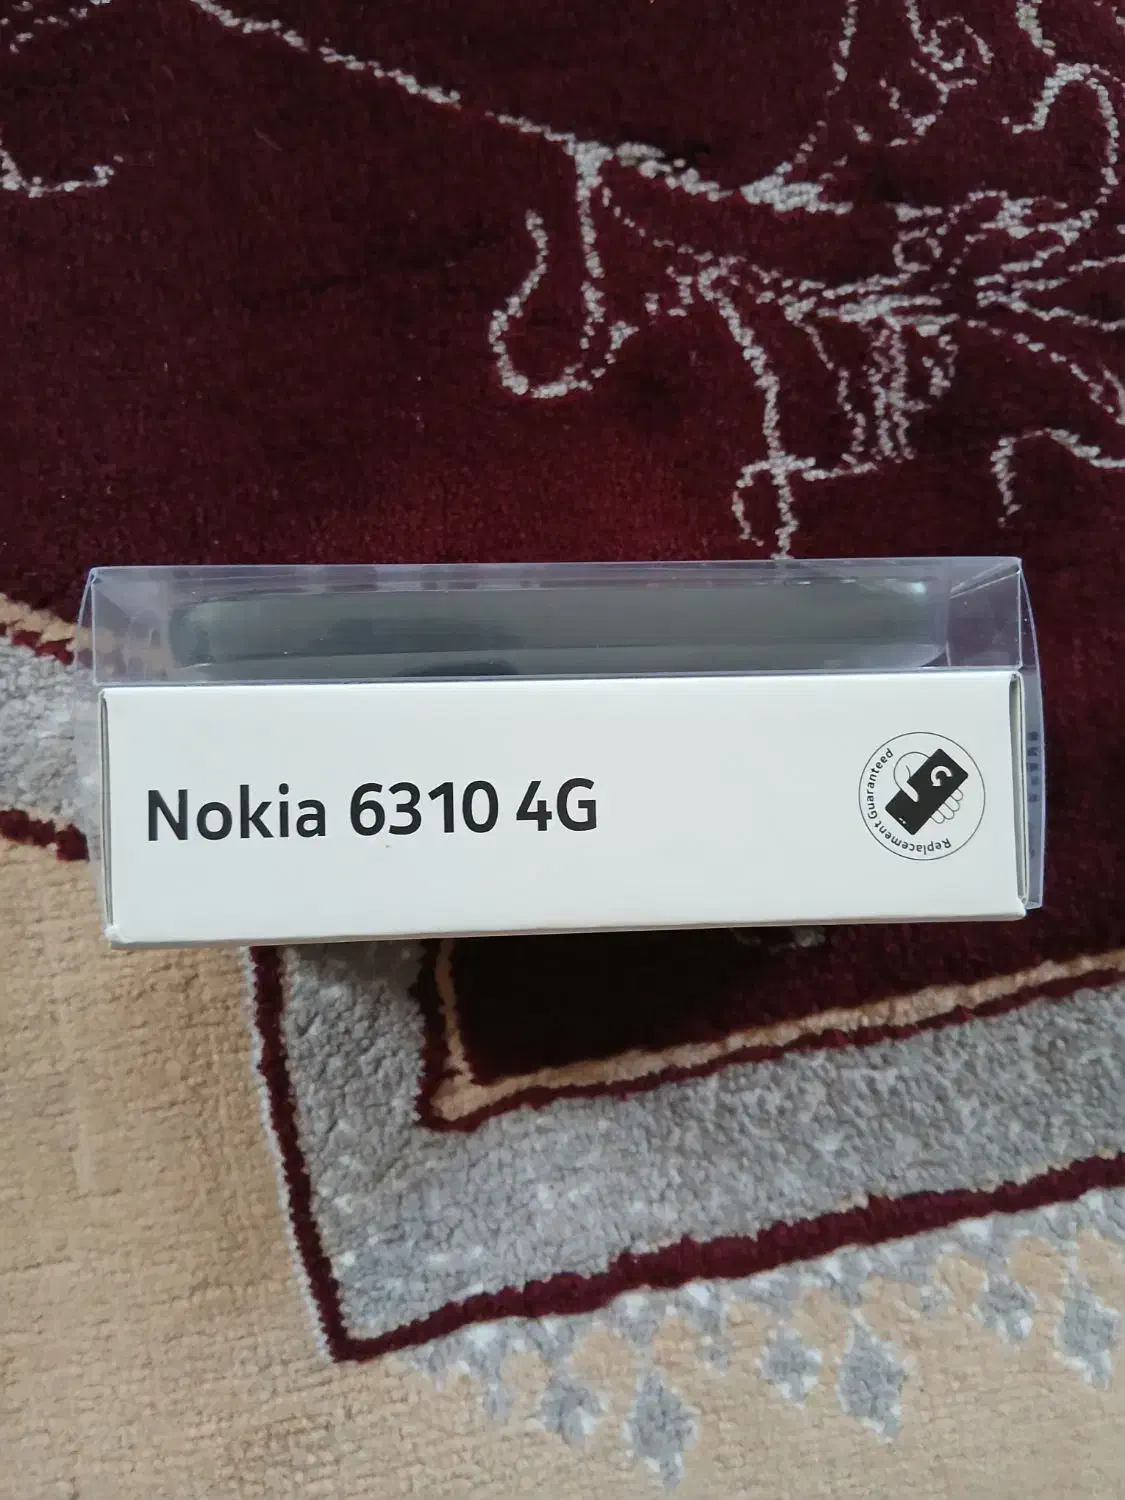 Nokia 6310 4G
Replacement Guaranteed